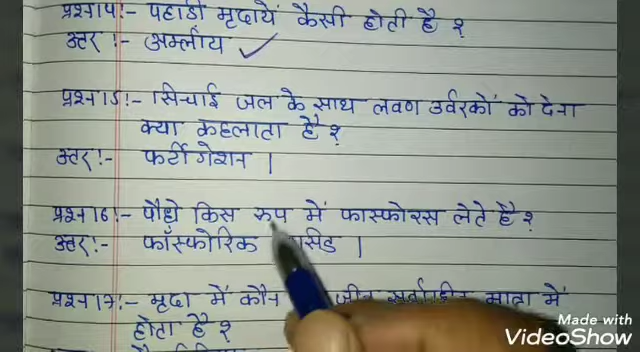 प्रश्न14:- पहाडी मृदायें कैसी होती है ?
उत्तर :- अम्लीय
प्रश्न15:- सिचाई जल के साथ लवण उर्वरकों को देना
क्या कहलाता है ?
उत्तर:- फर्टीगेशन ।
प्रश्न16:- पौधे किस रूप में फास्फोरस लेते है ?
उत्तर:- फॉस्फोरिक ।
प्रश्न17:- मृदा में कौन मात्रा में
होता है ?
Made with
VideoShow